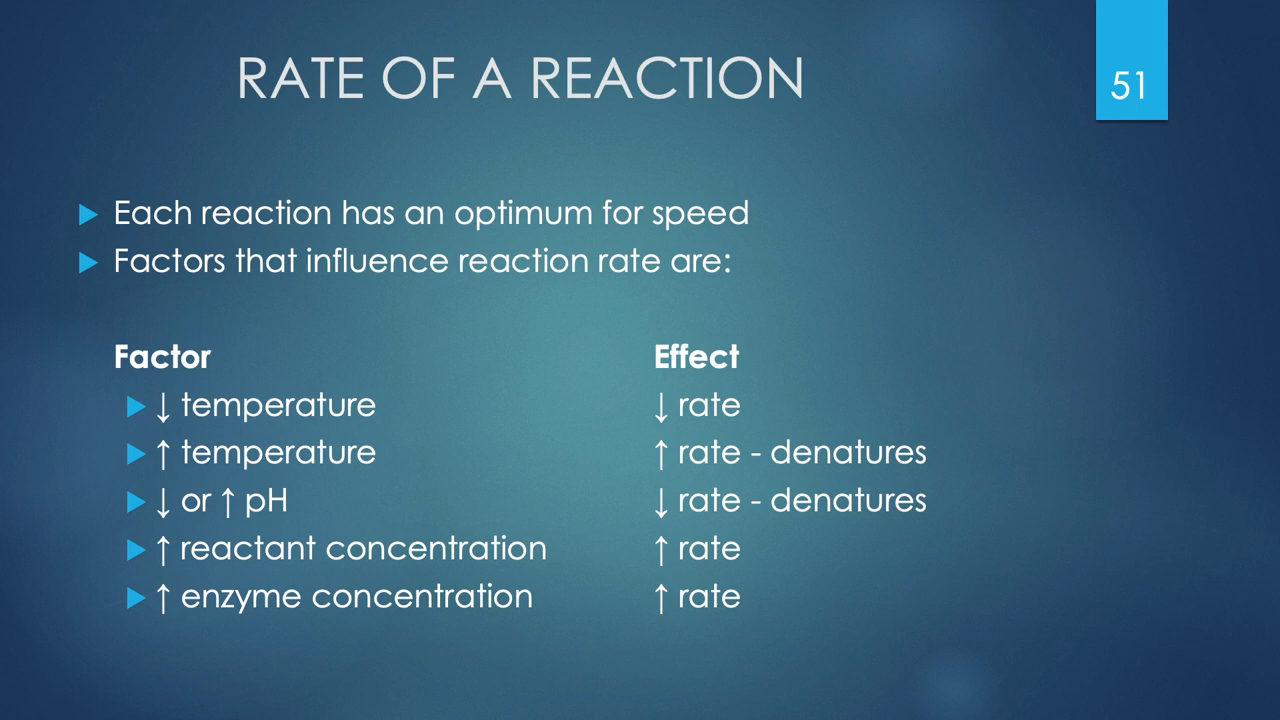 RATE OF A REACTION
51
▶ Each reaction has an optimum for speed
▶ Factors that influence reaction rate are:
Factor Effect
▶ ↓ temperature ↓ rate
▶ ↑ temperature ↑ rate - denatures
▶ ↓ or ↑ pH ↓ rate - denatures
▶ ↑ reactant concentration ↑ rate
▶ ↑ enzyme concentration ↑ rate